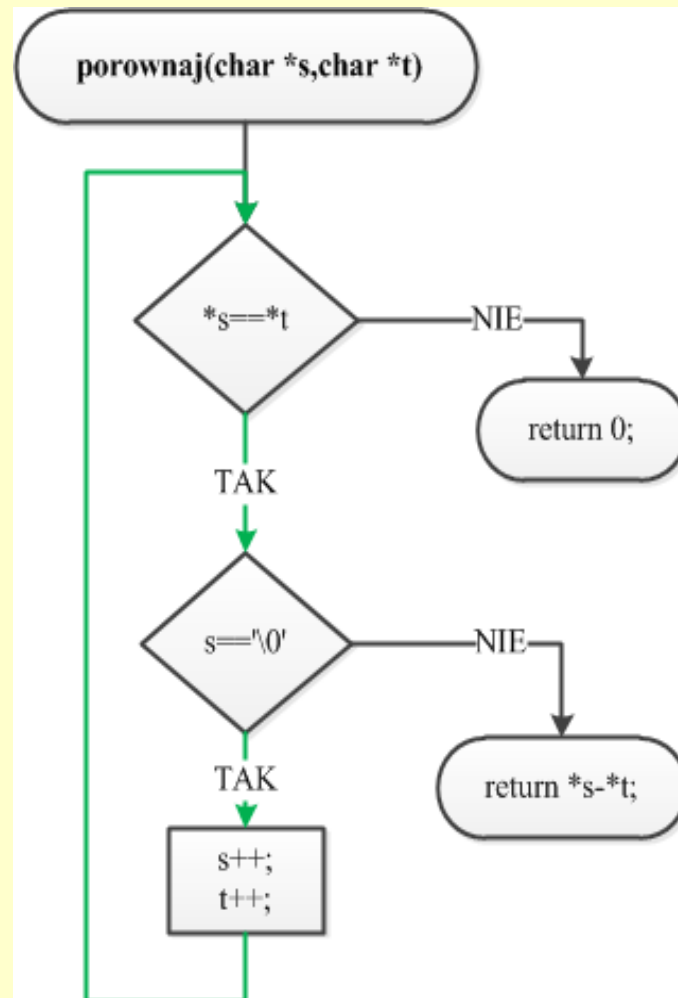 porownaj(char *s,char *t)
*s==*t
NIE
return 0;
TAK
s=='\0'
NIE
return *s-*t;
TAK
s++;
t++;